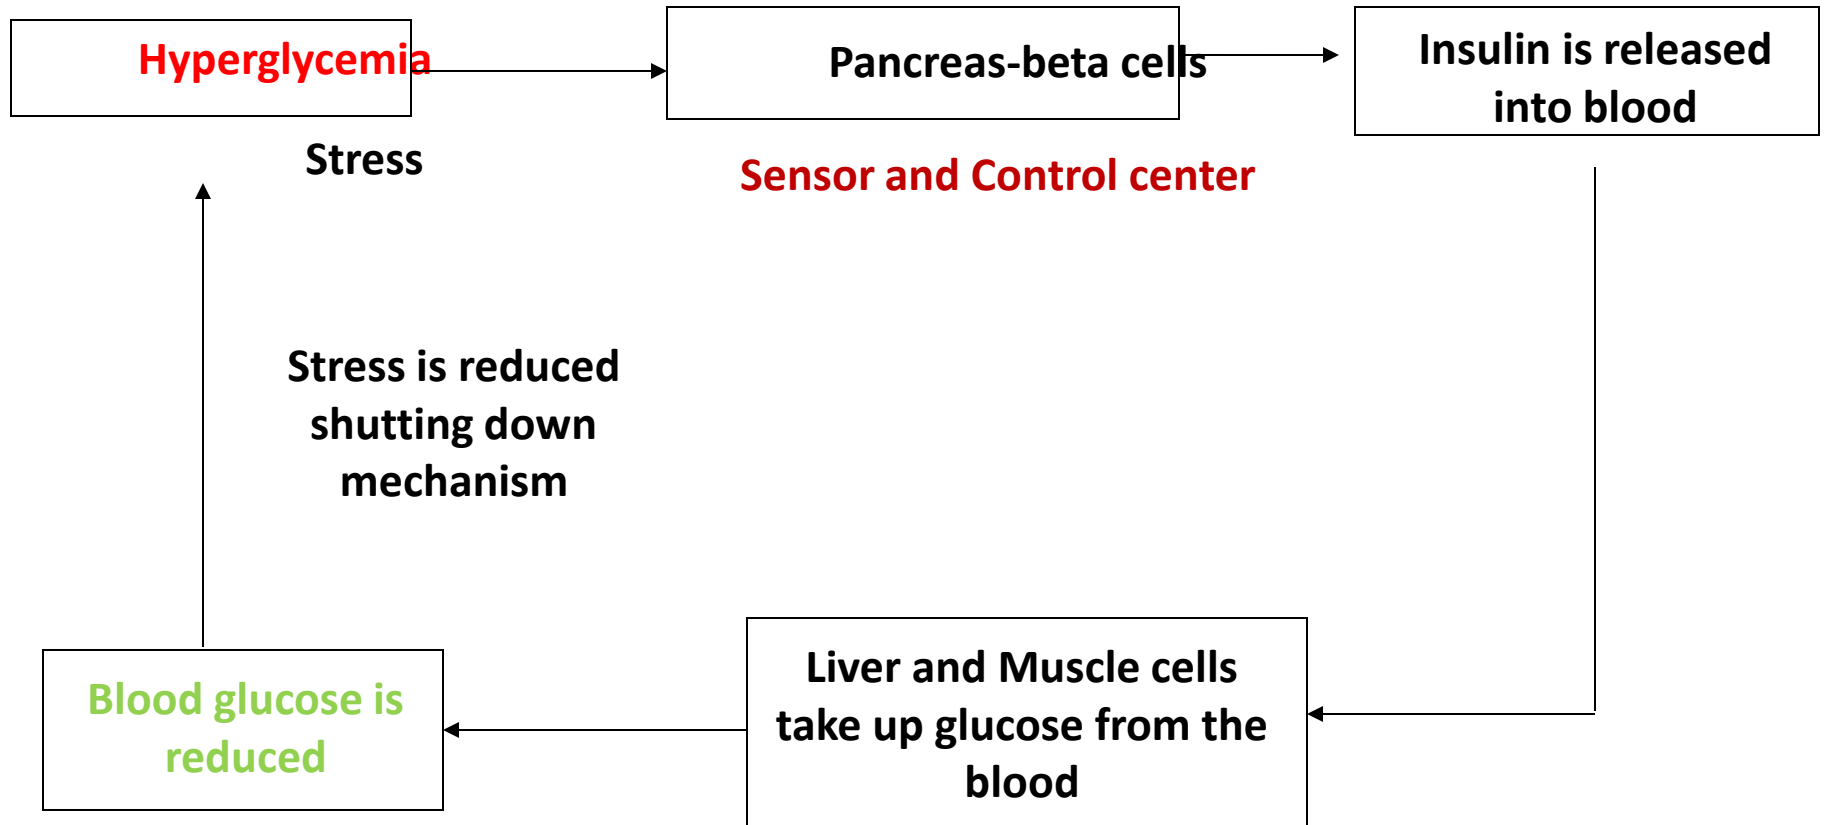 Hyperglycemia
Pancreas-beta cells
Insulin is released
into blood
Stress
Sensor and Control center
Stress is reduced
shutting down
mechanism
Blood glucose is
reduced
Liver and Muscle cells
take up glucose from the
blood